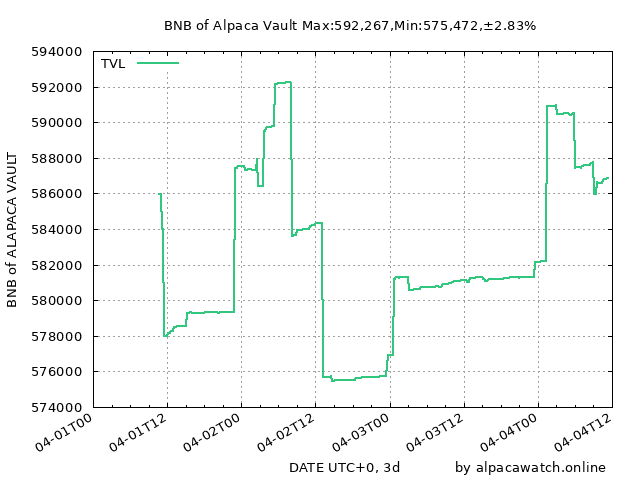 BNB of Alpaca Vault Max:592,267,Min:575,472,±2.83%
594000
TVL
592000
590000
588000
586000
584000
582000
580000
578000
576000
574000
BNB of ALAPACA VAULT
04-01T00
04-01T12
04-02T00
04-02T12
04-03T00
04-03T12
04-04T00
04-04T12
DATE UTC+0, 3d
by alpacawatch.online